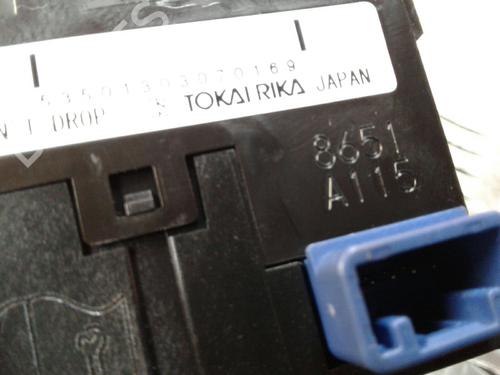 53501303070169
DROP TOKAI RIKA JAPAN
8651
A115